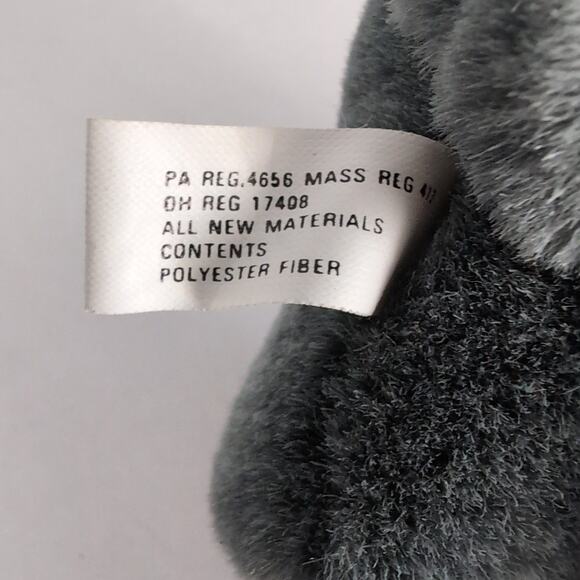 PA REG.4656 MASS REG
OH REG 17408
ALL NEW MATERIALS
CONTENTS
POLYESTER FIBER